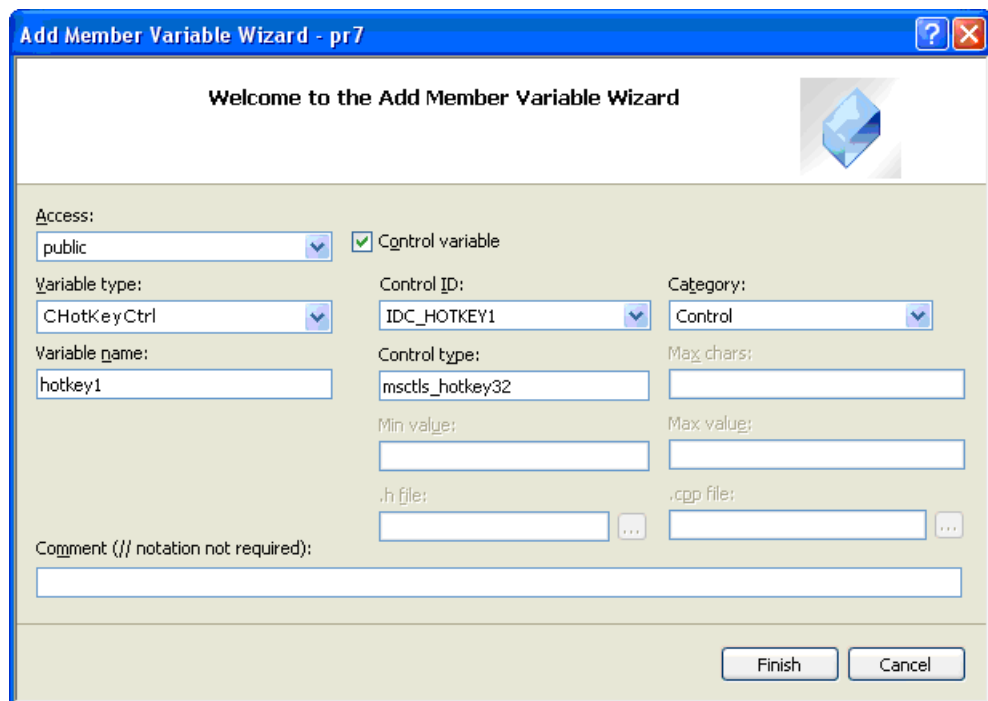 Add Member Variable Wizard - pr7
Welcome to the Add Member Variable Wizard
Access:
public
Control variable
Variable type:
Control ID:
Category:
CHotKeyCtrl
IDC_HOTKEY1
Control
Variable name:
Control type:
Max chars:
hotkey1
msctls_hotkey32
Min value:
Max value:
.h file:
.cpp file:
...
...
Comment (// notation not required):
Finish
Cancel